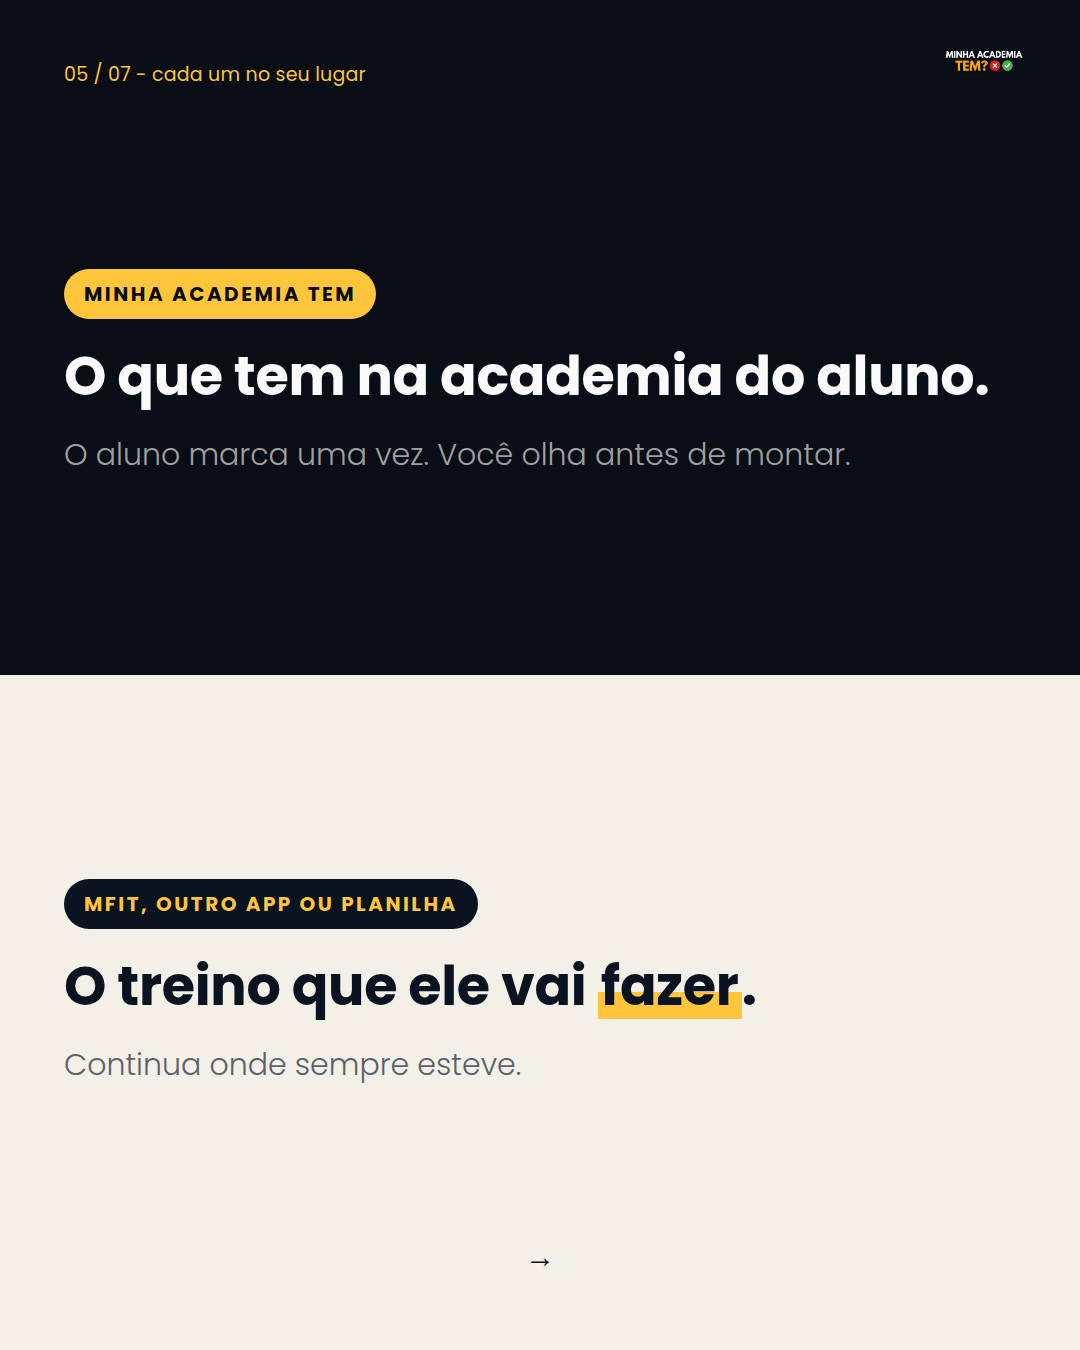 05 / 07 - cada um no seu lugar
MINHA ACADEMIA
TEM?
MINHA ACADEMIA TEM
O que tem na academia do aluno.
O aluno marca uma vez. Você olha antes de montar.
MFIT, OUTRO APP OU PLANILHA
O treino que ele vai fazer.
Continua onde sempre esteve.
→